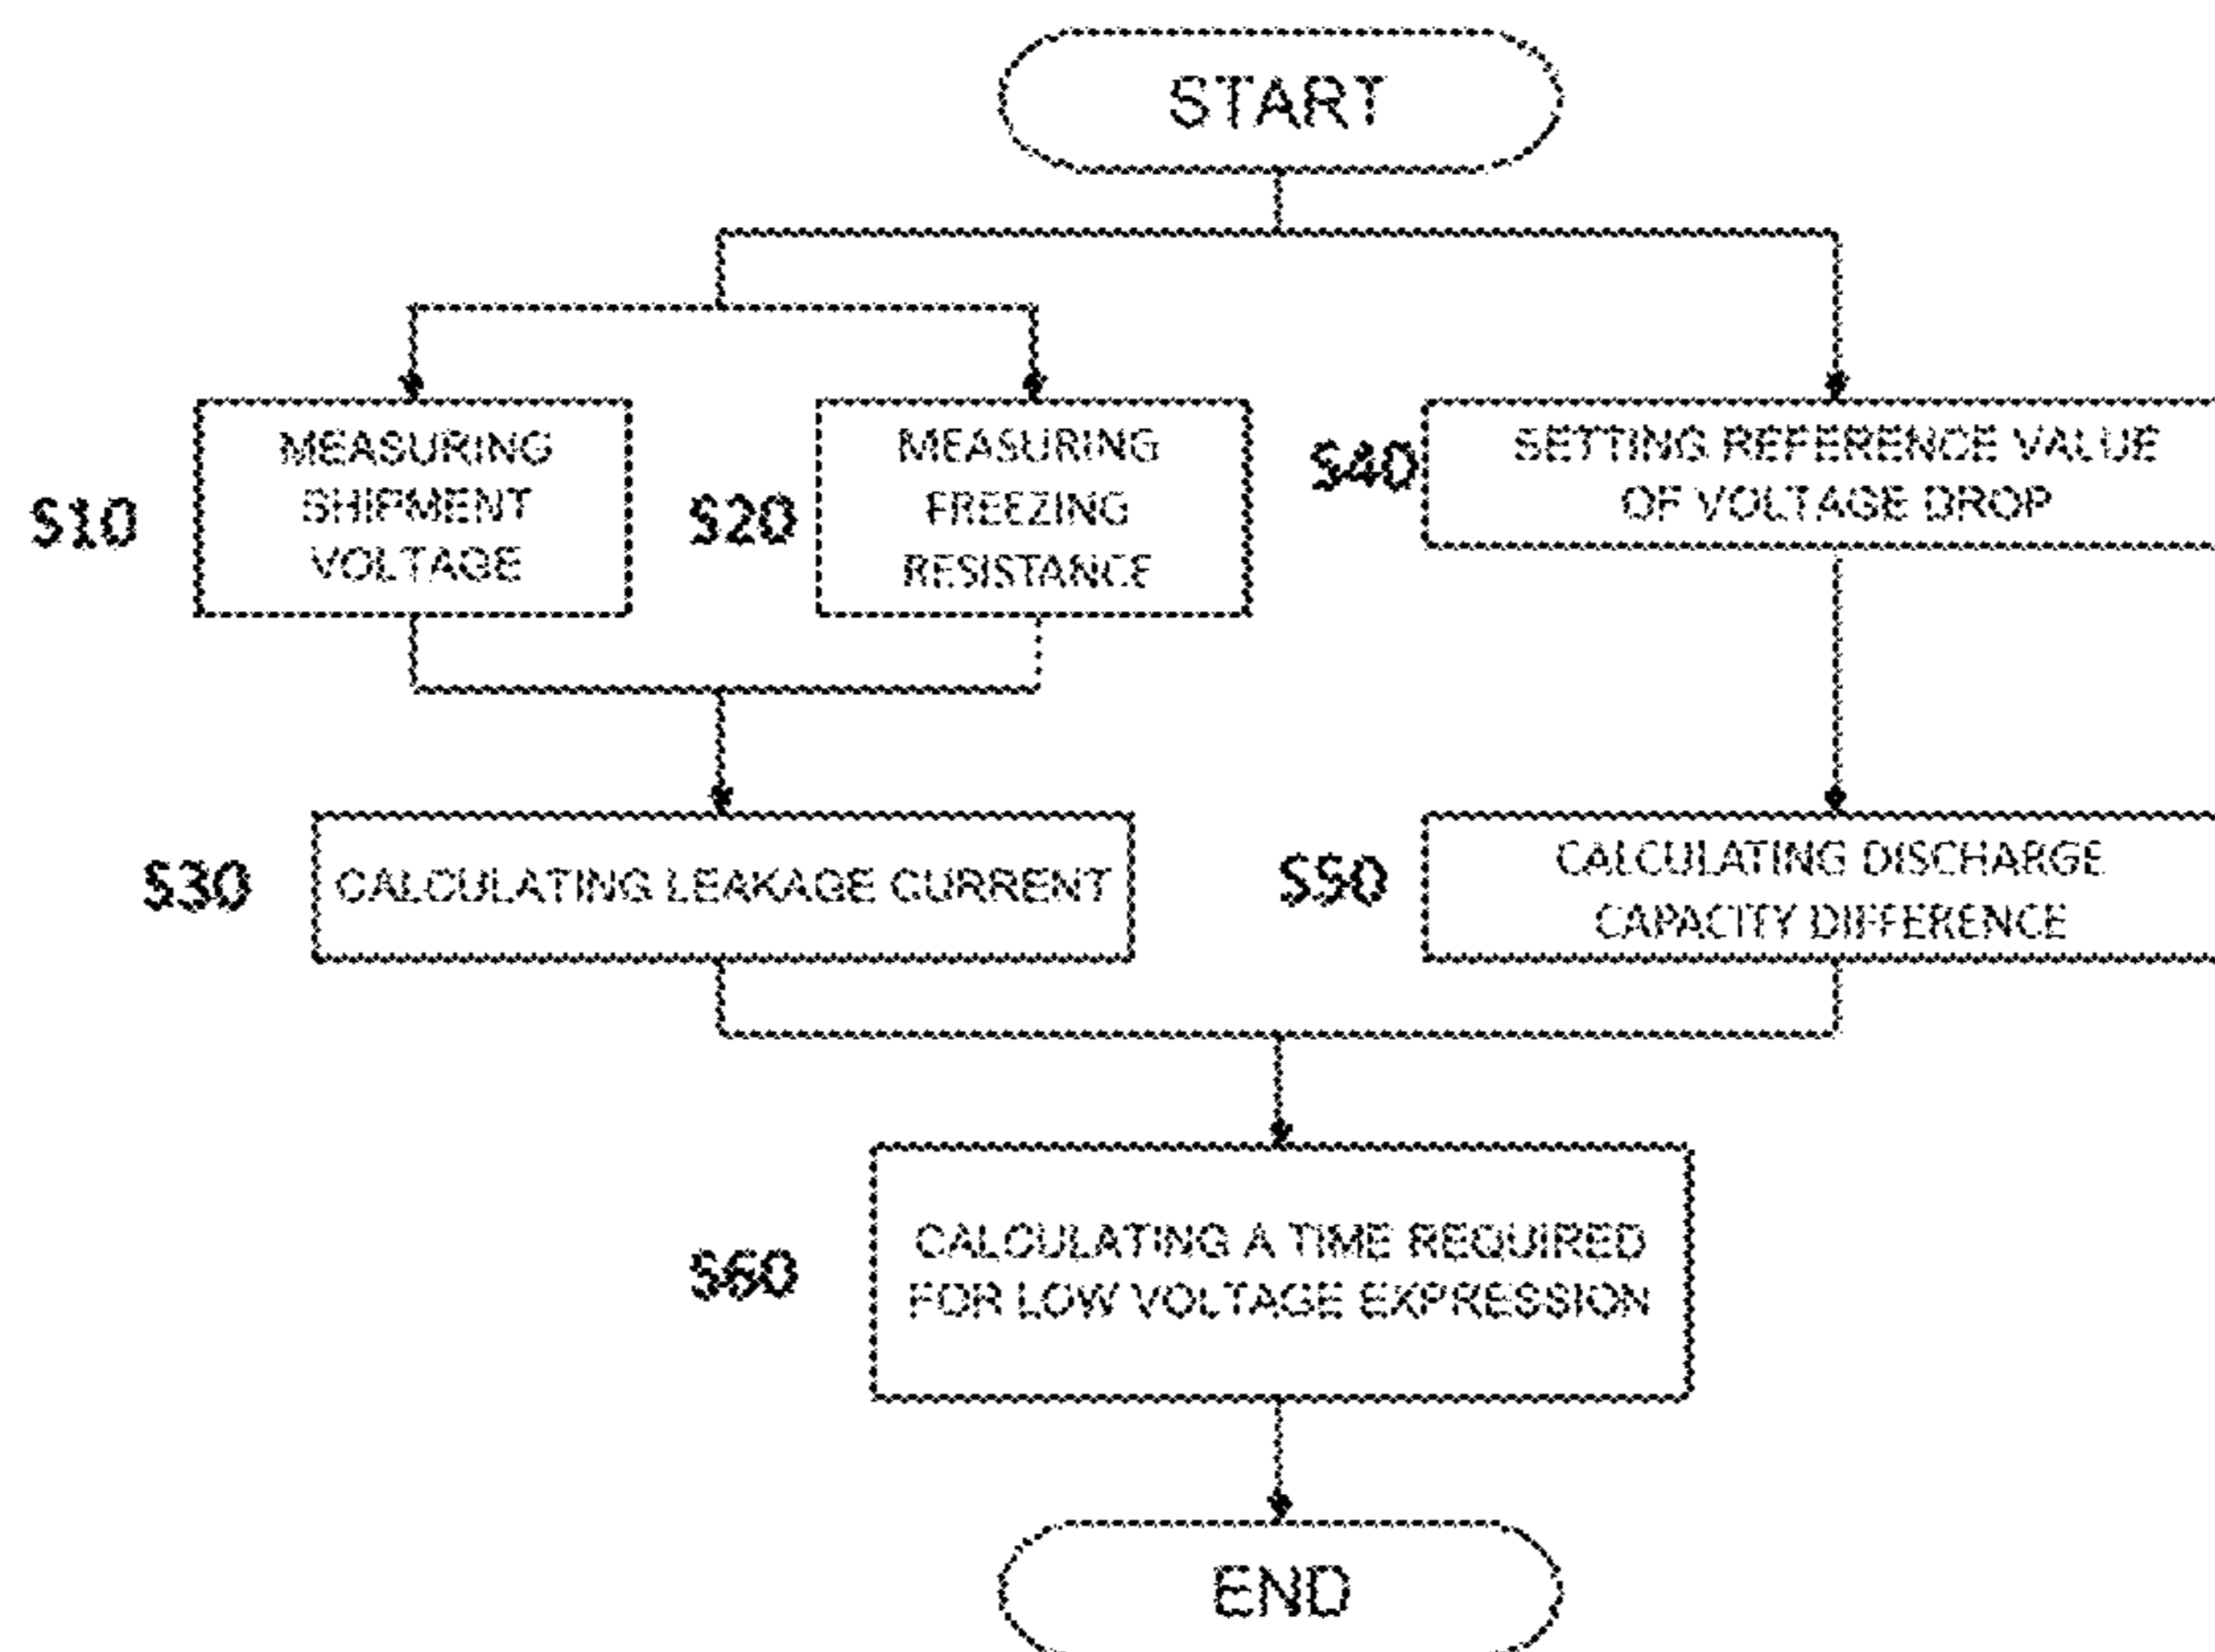 START
S10
MEASURING
SHIPMENT
VOLTAGE
S20
MEASURING
FREEZING
RESISTANCE
S40
SETTING REFERENCE VALUE
OF VOLTAGE DROP
S30
CALCULATING LEAKAGE CURRENT
S50
CALCULATING DISCHARGE
CAPACITY DIFFERENCE
S60
CALCULATING A TIME REQUIRED
FOR LOW VOLTAGE EXPRESSION
END